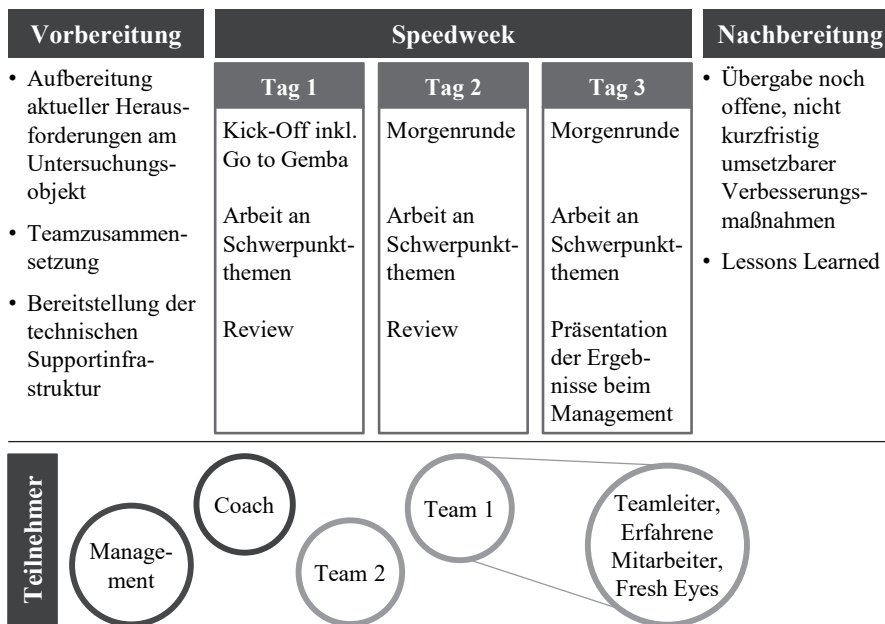 Vorbereitung
• Aufbereitung
aktueller Heraus-
forderungen am
Untersuchungs-
objekt
• Teamzusammen-
setzung
• Bereitstellung der
technischen
Supportinfra-
struktur
Speedweek
Tag 1
Kick-Off inkl.
Go to Gemba
Arbeit an
Schwerpunkt-
themen
Review
Tag 2
Morgenrunde
Arbeit an
Schwerpunkt-
themen
Review
Tag 3
Morgenrunde
Arbeit an
Schwerpunkt-
themen
Präsentation
der Ergeb-
nisse beim
Management
Nachbereitung
• Übergabe noch
offene, nicht
kurzfristig
umsetzbarer
Verbesserungs-
maßnahmen
• Lessons Learned
Teilnehmer
Manage-
ment
Coach
Team 2
Team 1
Teamleiter,
Erfahrene
Mitarbeiter,
Fresh Eyes